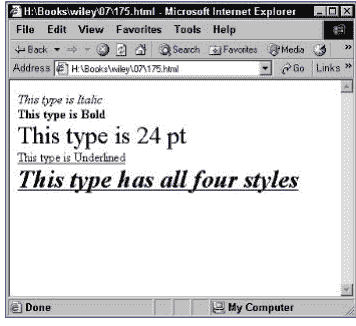 H:\Books\wiley\07\175.html - Microsoft Internet Explorer
File Edit View Favorites Tools Help
Back Search Favorites Media »
Address H:\Books\wiley\07\175.html Go Links »
This type is Italic
This type is Bold
This type is 24 pt
This type is Underlined
This type has all four styles
Done My Computer